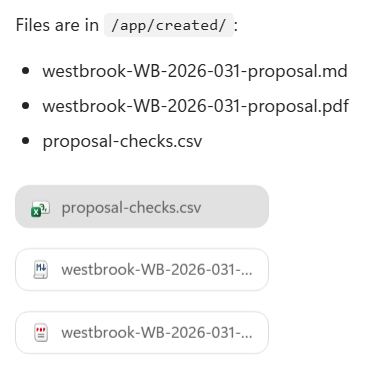 Files are in /app/created/:
westbrook-WB-2026-031-proposal.md
westbrook-WB-2026-031-proposal.pdf
proposal-checks.csv
proposal-checks.csv
westbrook-WB-2026-031-...
westbrook-WB-2026-031-...